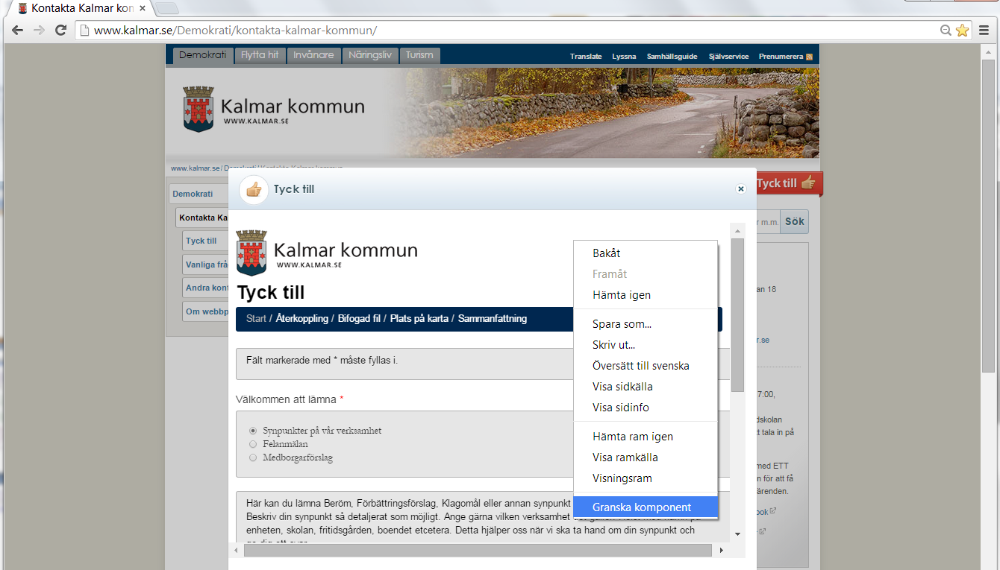 Kontakta Kalmar kon
www.kalmar.se/Demokrati/kontakta-kalmar-kommun/
Demokrati Flytta hit Invånare Näringsliv Turism
Translate Lyssna Samhällsguide Självservice Prenumerera
Kalmar kommun
WWW.KALMAR.SE
www.kalmar.se/ Demokrati / Kontakta Kalmar kommun
Tyck till
Tyck till
Demokrati
Kontakta Ka
Tyck till
Vanliga frå
Andra kont
Om webbp
r m.m. Sök
Kalmar kommun
WWW.KALMAR.SE
Tyck till
Start / Återkoppling / Bifogad fil / Plats på karta / Sammanfattning
Fält markerade med * måste fyllas i.
Välkommen att lämna *
Synpunkter på vår verksamhet
Felanmälan
Medborgarförslag
Här kan du lämna Beröm, Förbättringsförslag, Klagomål eller annan synpunkt
Beskriv din synpunkt så detaljerat som möjligt. Ange gärna vilken verksamhet
enheten, skolan, fritidsgården, boendet etcetera. Detta hjälper oss när vi ska ta hand om din synpunkt och
Bakåt
Framåt
Hämta igen
Spara som...
Skriv ut...
Översätt till svenska
Visa sidkälla
Visa sidinfo
Hämta ram igen
Visa ramkälla
Visningsram
Granska komponent
an 18
r.se
7:00,
dskolan
t tala in på
med ETT
n för att få
ärenden.
ook